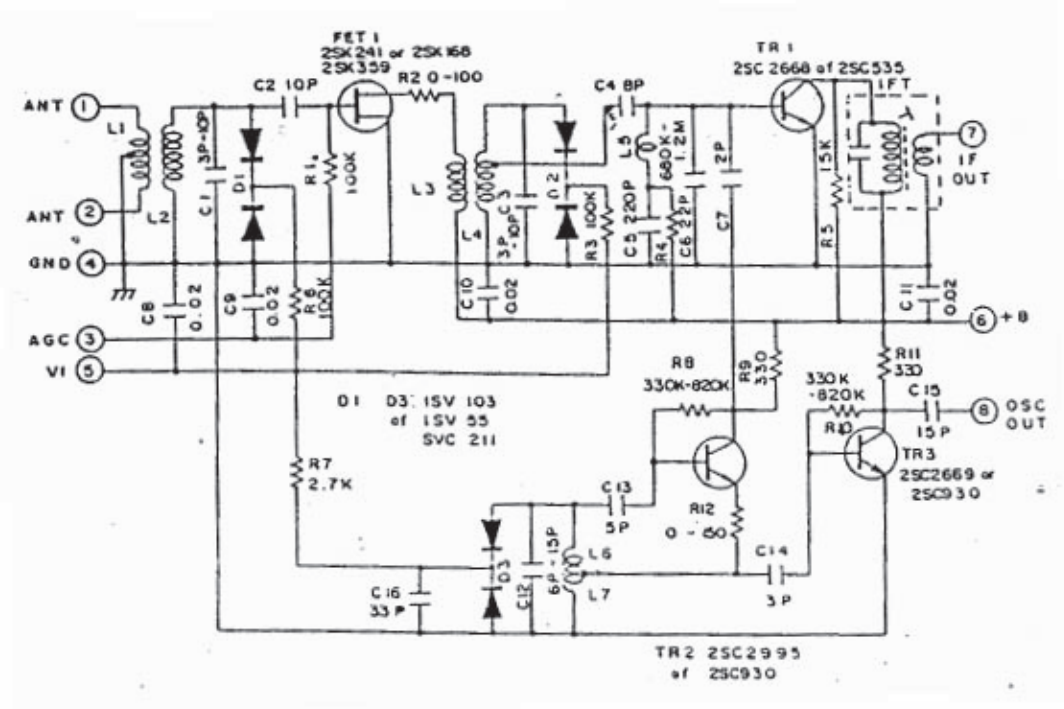 FET 1
2SK241 or 2SK168
2SK359
TR 1
2SC 2668 of 2SC535
IFT
ANT 1
L1
L2
3P-10P
C1
C2 10P
D1
R1
100K
R2 0-100
L3
L4
C3
3P-10P
D2
C4 8P
L5
680K-1.2M
R3 100K
C5 220P
R4
C6 22P
C7
2P
15K
R5
7
IF
OUT
ANT 2
GND 4
C8
0.02
C9
0.02
R6
100K
C10
0.02
C11
0.02
AGC 3
6 +B
VI 5
R8
330K-820K
R9
330
330K
-820K
R10
R11
330
C15
15P
8 OSC
OUT
D1 D3: 1SV 103
of 1SV 55
SVC 211
R7
2.7K
C13
5P
R12
0-150
TR3
2SC2669 or
2SC930
C14
3P
C16
33P
D3
C12
6P-15P
L6
L7
TR2 2SC2995
of 2SC930